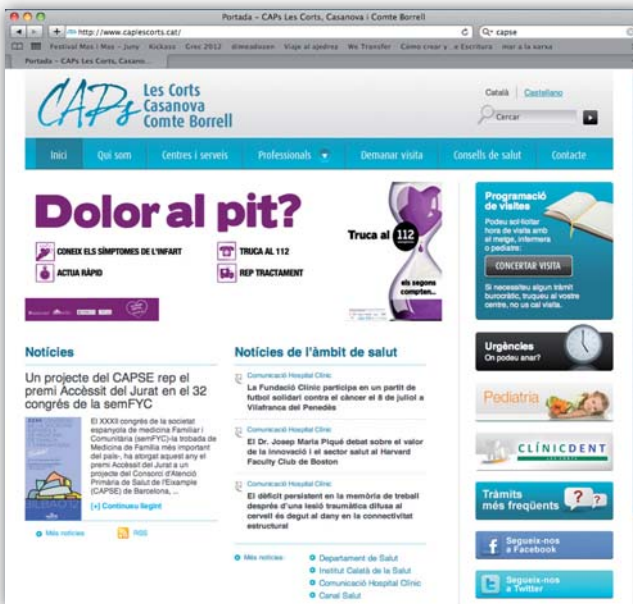 Portada – CAPs Les Corts, Casanova i Comte Borrell
http://www.caplescorts.cat/
capse
Festival Mas i Mas – Juny Kickass Grec 2012 dimeadozen Viaje al ajedrez We Transfer Cómo crear y...e Escritura mar a la xarxa
Portada – CAPs Les Corts, Casano...
CAPs
Les Corts
Casanova
Comte Borrell
Català | Castellano
Cercar
Inici Qui som Centres i serveis Professionals Demanar visita Consells de salut Contacte
Dolor al pit?
CONEIX ELS SÍMPTOMES DE L'INFART
TRUCA AL 112
ACTUA RÀPID
REP TRACTAMENT
Truca al 112
els segons
compten...
Programació
de visites
Podeu sol·licitar
hora de visita amb
el metge, infermera
o pediatre:
CONCERTAR VISITA
Si necessiteu algun tràmit
burocràtic, truqueu al vostre
centre, no us cal visita.
Urgències
On podeu anar?
Pediatria
CLÍNICDENT
Tràmits
més freqüents
Segueix-nos
a Facebook
Segueix-nos
a Twitter
Notícies
Un projecte del CAPSE rep el
premi Accèssit del Jurat en el 32
congrés de la semFYC
El XXXII congrés de la societat
espanyola de medicina Familiar i
Comunitària (semFYC)-la trobada de
Medicina de Família més important
del país-, ha atorgat aquest any el
premi Accèssit del Jurat a un
projecte del Consorci d'Atenció
Primària de Salut de l'Eixample
(CAPSE) de Barcelona, ...
[+] Continueu llegint
BILBAO12
Més notícies RSS
Notícies de l'àmbit de salut
Comunicació Hospital Clínic
La Fundació Clínic participa en un partit de
futbol solidari contra el càncer el 8 de juliol a
Vilafranca del Penedès
Comunicació Hospital Clínic
El Dr. Josep Maria Piqué debat sobre el valor
de la innovació i el sector salut al Harvard
Faculty Club de Boston
Comunicació Hospital Clínic
El dèficit persistent en la memòria de treball
després d'una lesió traumàtica difusa al
cervell és degut al dany en la connectivitat
estructural
Més notícies:
Departament de Salut
Institut Català de la Salut
Comunicació Hospital Clínic
Canal Salut